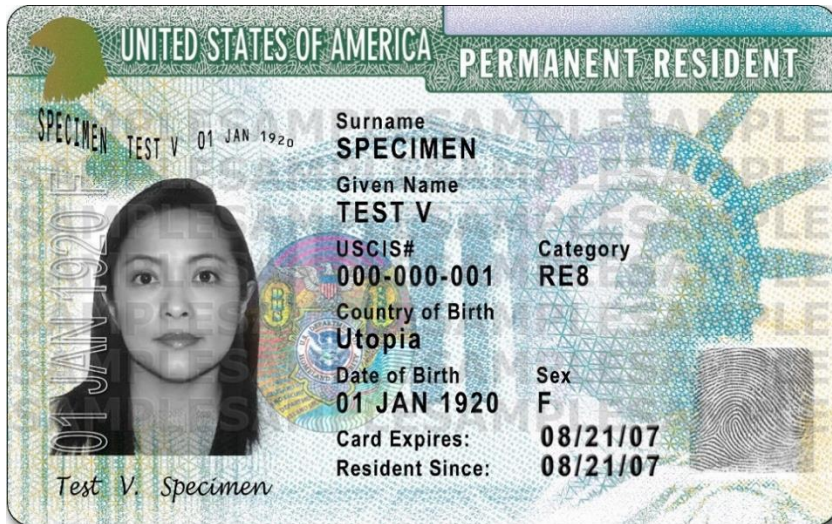 UNITED STATES OF AMERICA
PERMANENT RESIDENT
SPECIMEN TEST V 01 JAN 1920
Surname
SPECIMEN
Given Name
TEST V
USCIS# Category
000-000-001 RE8
Country of Birth
Utopia
Date of Birth Sex
01 JAN 1920 F
Card Expires: 08/21/07
Resident Since: 08/21/07
01 JAN 1920 F
Test V. Specimen
SAMPLE